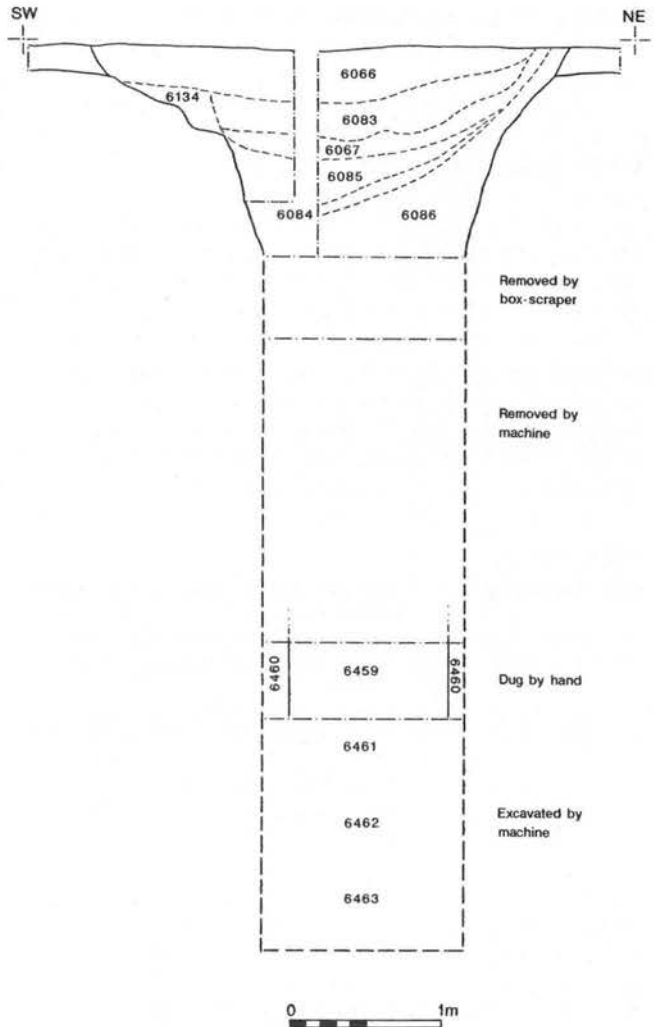 SW
NE
6066
6134
6083
6067
6085
6084
6086
Removed by
box-scraper
Removed by
machine
6460
6459
6460
Dug by hand
6461
6462
Excavated by
machine
6463
0
1m